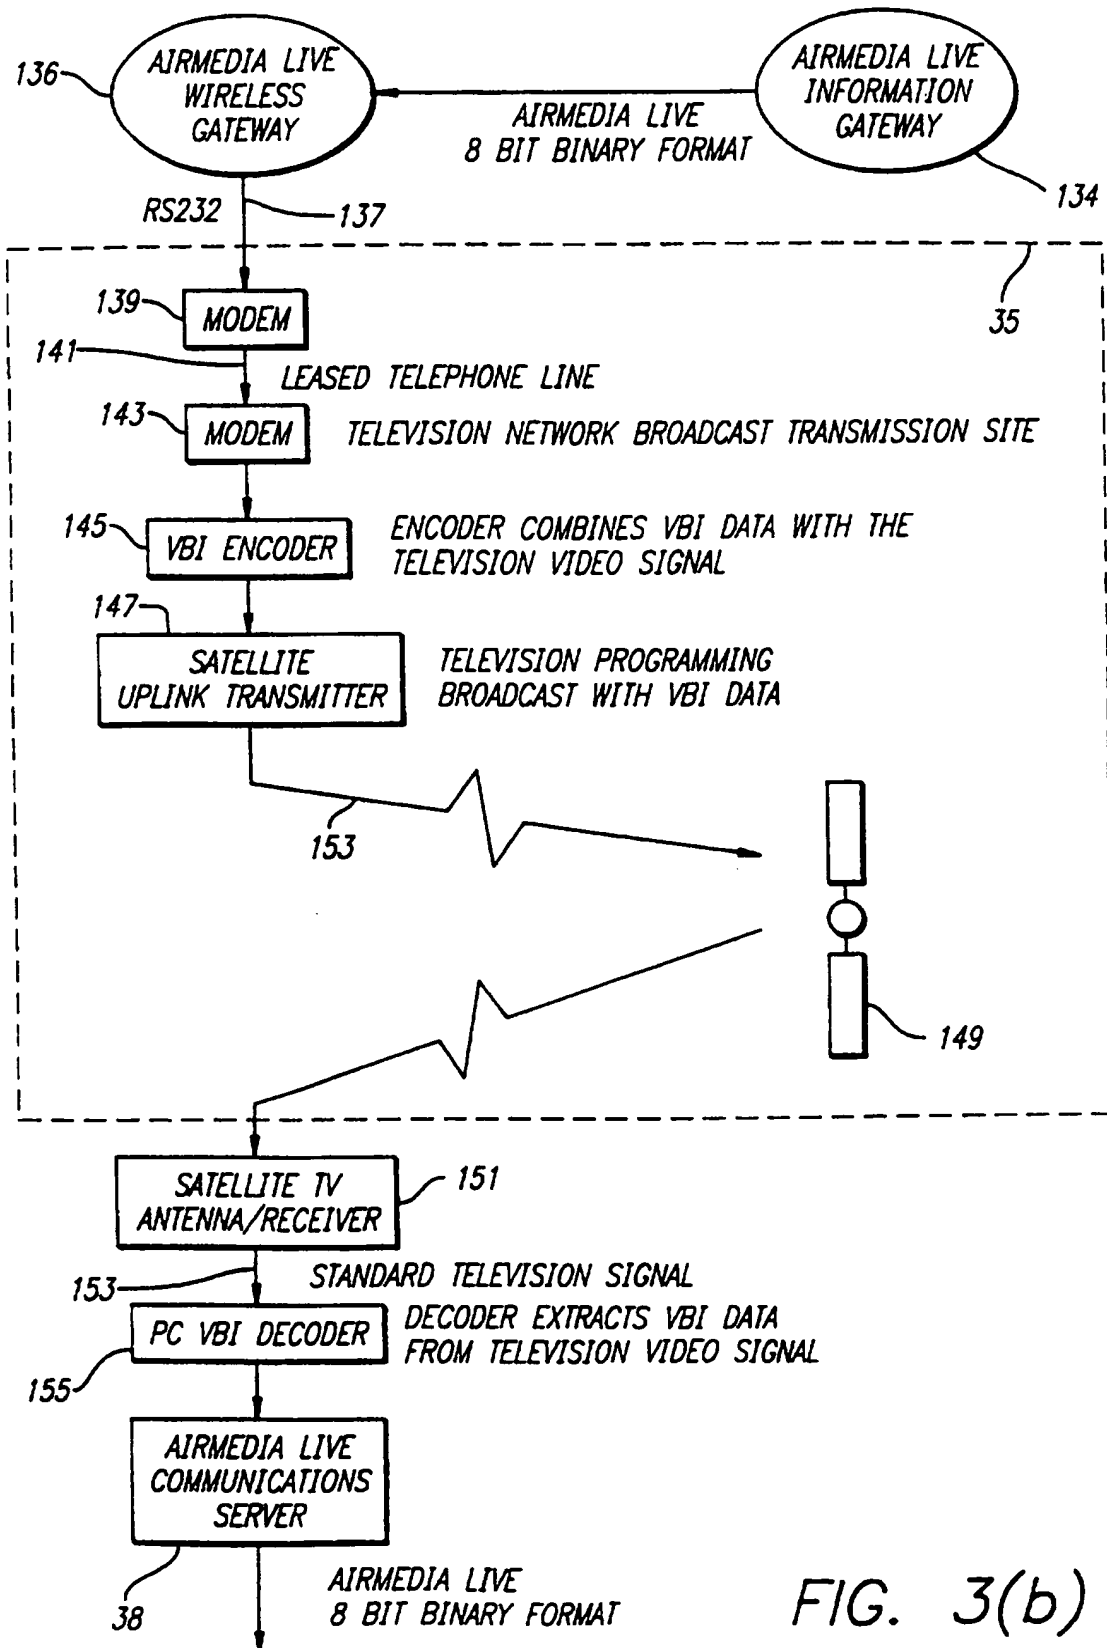 136
AIRMEDIA LIVE
WIRELESS
GATEWAY
AIRMEDIA LIVE
INFORMATION
GATEWAY
AIRMEDIA LIVE
8 BIT BINARY FORMAT
134
RS232
137
35
139
MODEM
141
LEASED TELEPHONE LINE
143
MODEM
TELEVISION NETWORK BROADCAST TRANSMISSION SITE
145
VBI ENCODER
ENCODER COMBINES VBI DATA WITH THE
TELEVISION VIDEO SIGNAL
147
SATELLITE
UPLINK TRANSMITTER
TELEVISION PROGRAMMING
BROADCAST WITH VBI DATA
153
149
SATELLITE TV
ANTENNA/RECEIVER
151
153
STANDARD TELEVISION SIGNAL
PC VBI DECODER
DECODER EXTRACTS VBI DATA
FROM TELEVISION VIDEO SIGNAL
155
AIRMEDIA LIVE
COMMUNICATIONS
SERVER
38
AIRMEDIA LIVE
8 BIT BINARY FORMAT
FIG. 3(b)